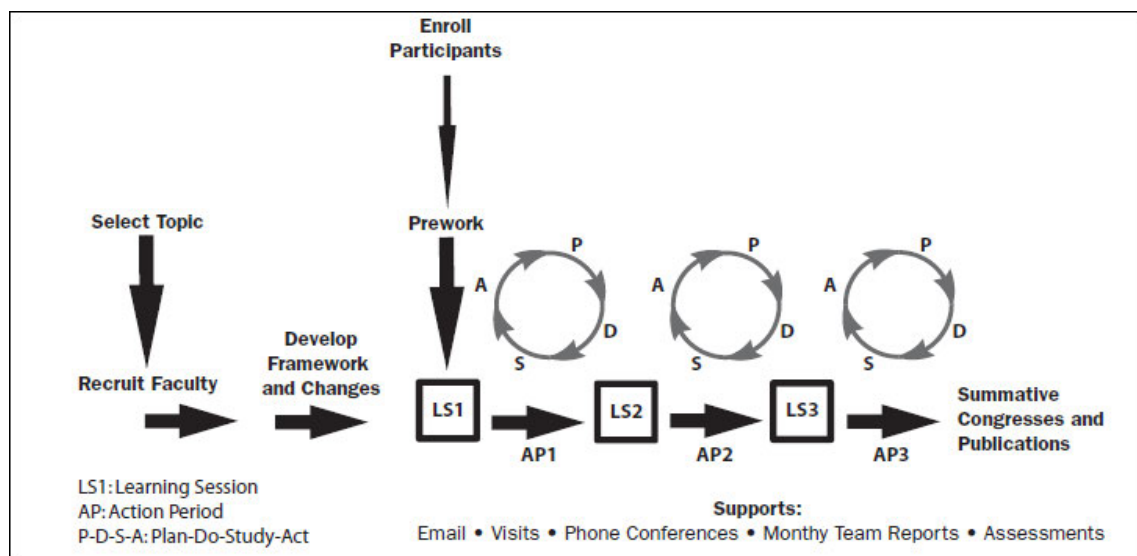 Enroll
Participants
Select Topic
Prework
P
A
D
S
P
A
D
S
P
A
D
S
Recruit Faculty
Develop
Framework
and Changes
LS1
AP1
LS2
AP2
LS3
AP3
Summative
Congresses and
Publications
LS1: Learning Session
AP: Action Period
P-D-S-A: Plan-Do-Study-Act
Supports:
Email • Visits • Phone Conferences • Monthy Team Reports • Assessments